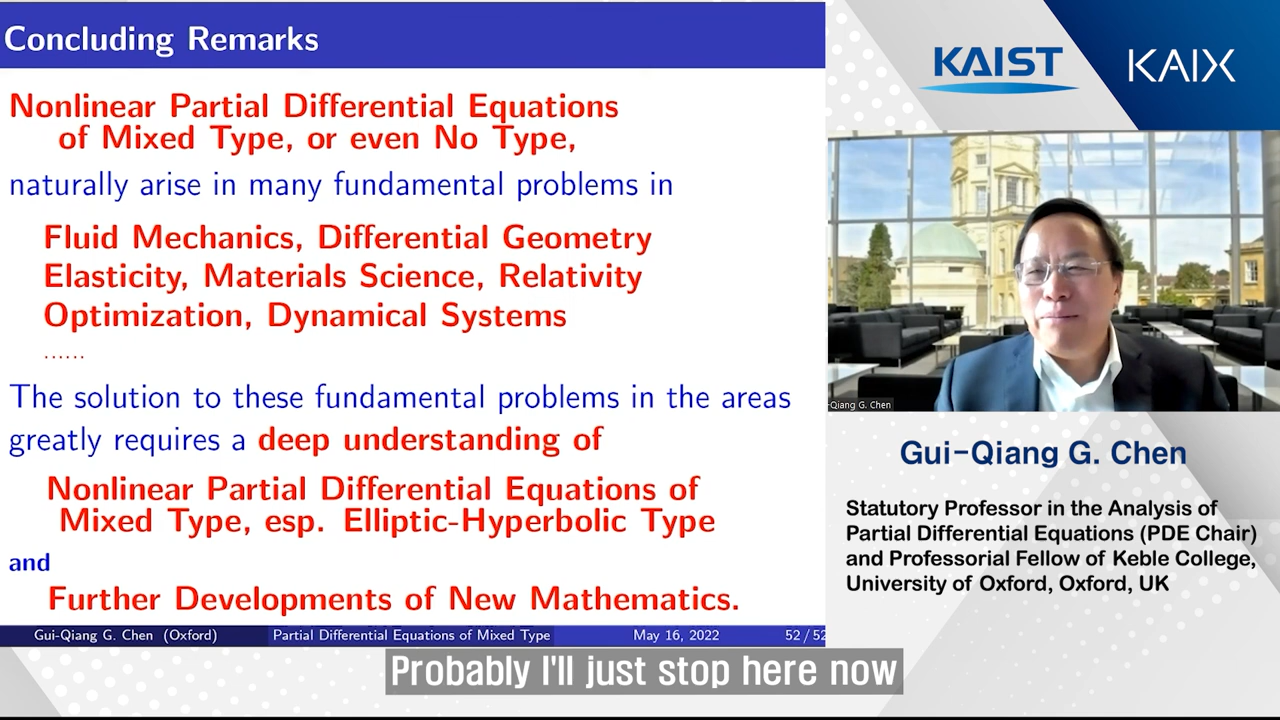 Concluding Remarks
Nonlinear Partial Differential Equations
of Mixed Type, or even No Type,
naturally arise in many fundamental problems in
Fluid Mechanics, Differential Geometry
Elasticity, Materials Science, Relativity
Optimization, Dynamical Systems
......
The solution to these fundamental problems in the areas
greatly requires a deep understanding of
Nonlinear Partial Differential Equations of
Mixed Type, esp. Elliptic-Hyperbolic Type
and
Further Developments of New Mathematics.
Gui-Qiang G. Chen (Oxford) Partial Differential Equations of Mixed Type May 16, 2022 52 / 52
KAIST KAIX
-Qiang G. Chen
Gui-Qiang G. Chen
Statutory Professor in the Analysis of
Partial Differential Equations (PDE Chair)
and Professorial Fellow of Keble College,
University of Oxford, Oxford, UK
Probably I'll just stop here now